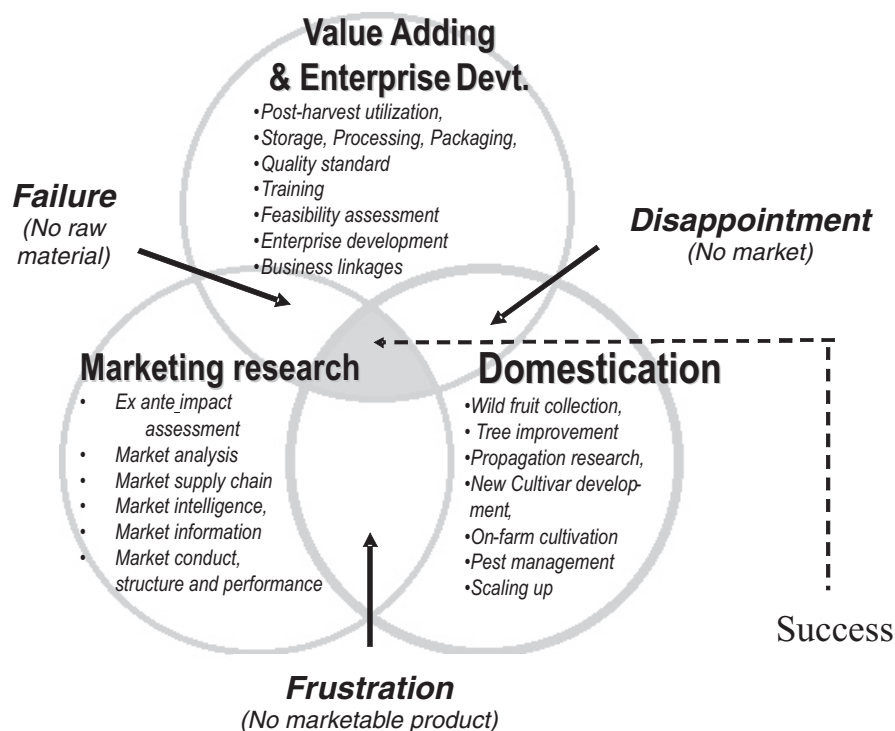 Value Adding
& Enterprise Devt.
•Post-harvest utilization,
•Storage, Processing, Packaging,
•Quality standard
•Training
•Feasibility assessment
•Enterprise development
•Business linkages
Failure
(No raw
material)
Disappointment
(No market)
Marketing research
• Ex ante_impact
assessment
• Market analysis
• Market supply chain
• Market intelligence,
• Market information
• Market conduct,
structure and performance
Domestication
•Wild fruit collection,
• Tree improvement
•Propagation research,
•New Cultivar develop-
ment,
•On-farm cultivation
•Pest management
•Scaling up
Success
Frustration
(No marketable product)